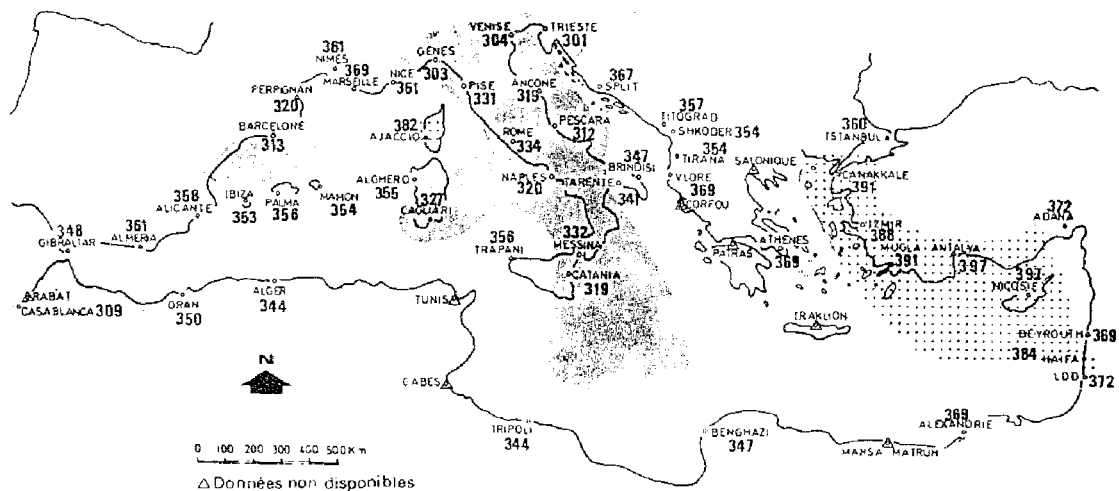 VENISE
304
TRIESTE
301
361
NIMES
369
MARSEILLE
NICE
361
GENES
303
PISE
331
ANCONE
319
367
SPLIT
PERPIGNAN
320
BARCELONE
313
382
AJACCIO
ROME
334
PESCARA
312
357
TITOGRAD
SHKODER 354
354
TIRANA
360
ISTANBUL
SALONIQUE
347
BRINDISI
VLORE
369
CORFOU
CANAKKALE
391
358
ALICANTE
IBIZA
353
PALMA
356
MAHON
354
ALGHERO
355
327
CAGLIARI
NAPLES
320
TARENTE
341
348
GIBRALTAR
361
ALMERIA
356
TRAPANI
332
MESSINA
CATANIA
319
PATRAS
ATHENES
369
IZMIR
388
MUGLA
391
ANTALYA
397
372
ADANA
397
NICOSIE
RABAT
CASABLANCA 309
ORAN
350
ALGER
344
TUNIS
IRAKLION
BEYROUTH
369
384
HAIFA
LOD
372
N
GABES
TRIPOLI
344
BENGHAZI
347
MARSA MATRUH
369
ALEXANDRIE
0 100 200 300 400 500 Km
△ Données non disponibles